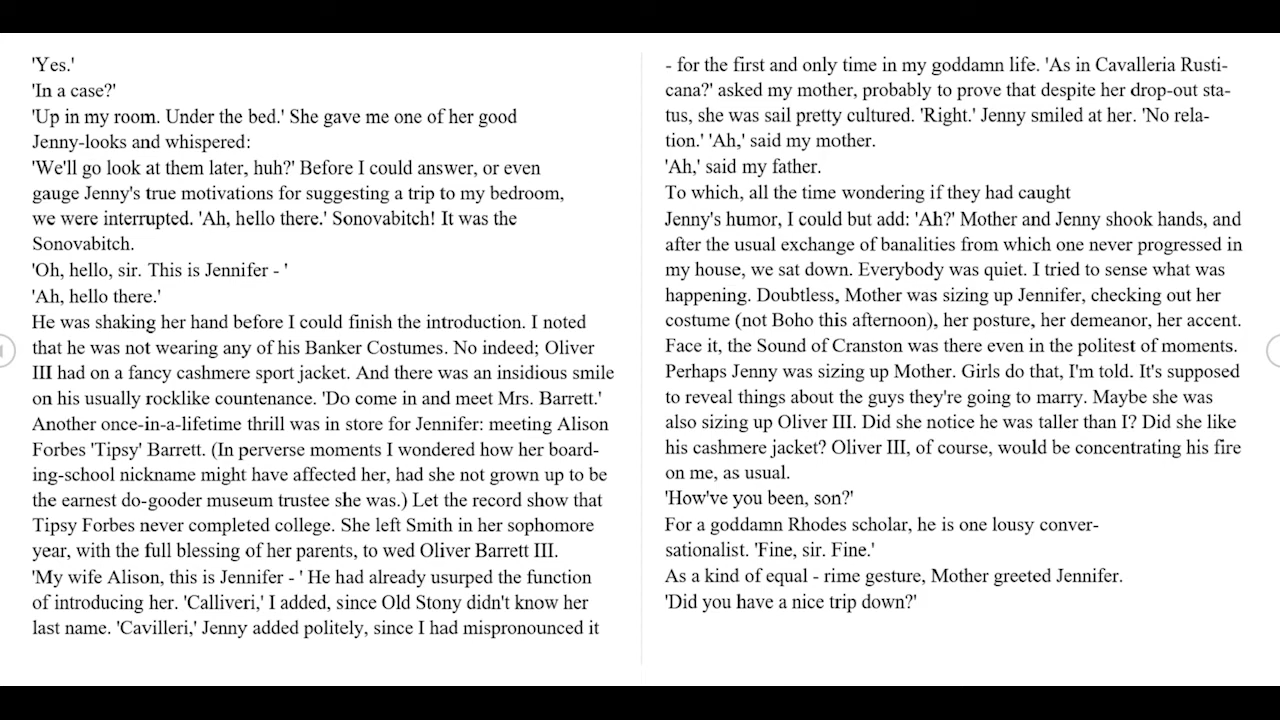 'Yes.'
'In a case?'
'Up in my room. Under the bed.' She gave me one of her good
Jenny-looks and whispered:
'We'll go look at them later, huh?' Before I could answer, or even
gauge Jenny's true motivations for suggesting a trip to my bedroom,
we were interrupted. 'Ah, hello there.' Sonovabitch! It was the
Sonovabitch.
'Oh, hello, sir. This is Jennifer - '
'Ah, hello there.'
He was shaking her hand before I could finish the introduction. I noted
that he was not wearing any of his Banker Costumes. No indeed; Oliver
III had on a fancy cashmere sport jacket. And there was an insidious smile
on his usually rocklike countenance. 'Do come in and meet Mrs. Barrett.'
Another once-in-a-lifetime thrill was in store for Jennifer: meeting Alison
Forbes 'Tipsy' Barrett. (In perverse moments I wondered how her board-
ing-school nickname might have affected her, had she not grown up to be
the earnest do-gooder museum trustee she was.) Let the record show that
Tipsy Forbes never completed college. She left Smith in her sophomore
year, with the full blessing of her parents, to wed Oliver Barrett III.
'My wife Alison, this is Jennifer - ' He had already usurped the function
of introducing her. 'Calliveri,' I added, since Old Stony didn't know her
last name. 'Cavilleri,' Jenny added politely, since I had mispronounced it
- for the first and only time in my goddamn life. 'As in Cavalleria Rusti-
cana?' asked my mother, probably to prove that despite her drop-out sta-
tus, she was sail pretty cultured. 'Right.' Jenny smiled at her. 'No rela-
tion.' 'Ah,' said my mother.
'Ah,' said my father.
To which, all the time wondering if they had caught
Jenny's humor, I could but add: 'Ah?' Mother and Jenny shook hands, and
after the usual exchange of banalities from which one never progressed in
my house, we sat down. Everybody was quiet. I tried to sense what was
happening. Doubtless, Mother was sizing up Jennifer, checking out her
costume (not Boho this afternoon), her posture, her demeanor, her accent.
Face it, the Sound of Cranston was there even in the politest of moments.
Perhaps Jenny was sizing up Mother. Girls do that, I'm told. It's supposed
to reveal things about the guys they're going to marry. Maybe she was
also sizing up Oliver III. Did she notice he was taller than I? Did she like
his cashmere jacket? Oliver III, of course, would be concentrating his fire
on me, as usual.
'How've you been, son?'
For a goddamn Rhodes scholar, he is one lousy conver-
sationalist. 'Fine, sir. Fine.'
As a kind of equal - rime gesture, Mother greeted Jennifer.
'Did you have a nice trip down?'